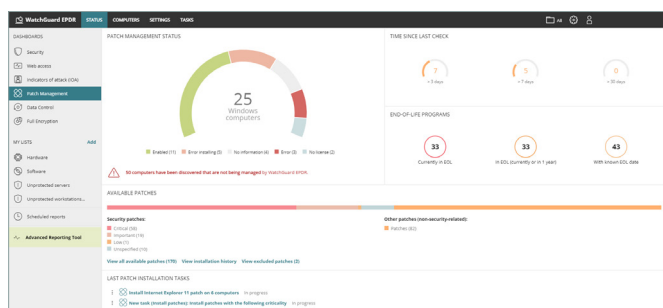 WatchGuard EPDR
STATUS
COMPUTERS
SETTINGS
TASKS
All
DASHBOARDS
Security
Web access
Indicators of attack (IOA)
Patch Management
Data Control
Full Encryption
MY LISTS
Add
Hardware
Software
Unprotected servers
Unprotected workstations...
Scheduled reports
Advanced Reporting Tool
PATCH MANAGEMENT STATUS
25
Windows
computers
Enabled (11)
Error installing (5)
No information (4)
Error (3)
No license (2)
TIME SINCE LAST CHECK
7
> 3 days
5
> 7 days
0
> 30 days
END-OF-LIFE PROGRAMS
33
Currently in EOL
33
In EOL (currently or in 1 year)
43
With known EOL date
computers have been discovered that are not being managed by WatchGuard EPDR.
AVAILABLE PATCHES
Security patches:
Critical (58)
Important (19)
Low (1)
Unspecified (10)
Other patches (non-security-related):
Patches (82)
View all available patches (170)
View installation history
View excluded patches (2)
LAST PATCH INSTALLATION TASKS
Install Internet Explorer 11 patch on 8 computers
In progress
New task (Install patches): Install patches with the following criticality
In progress